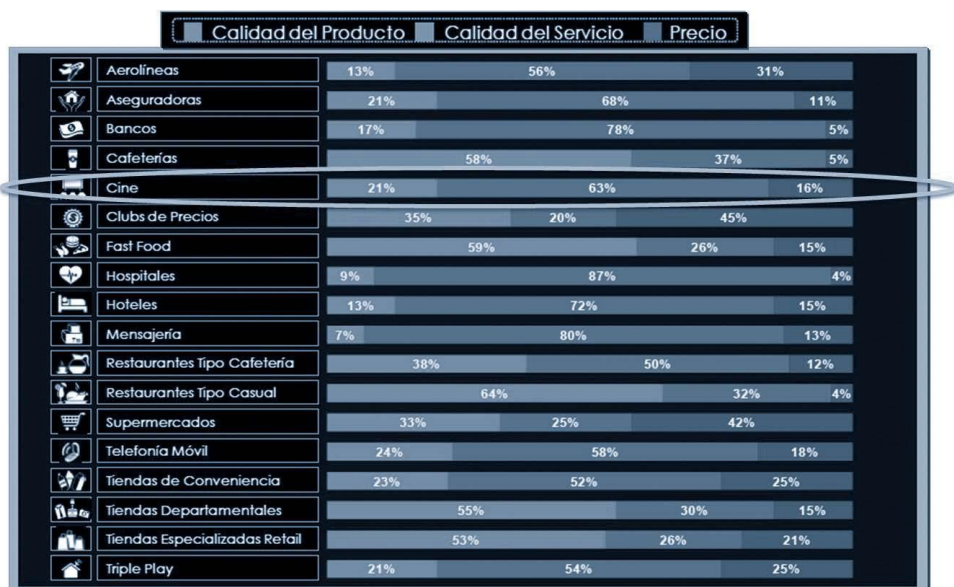 Calidad del Producto Calidad del Servicio Precio
Aerolíneas 13% 56% 31%
Aseguradoras 21% 68% 11%
Bancos 17% 78% 5%
Cafeterías 58% 37% 5%
Cine 21% 63% 16%
Clubs de Precios 35% 20% 45%
Fast Food 59% 26% 15%
Hospitales 9% 87% 4%
Hoteles 13% 72% 15%
Mensajería 7% 80% 13%
Restaurantes Tipo Cafetería 38% 50% 12%
Restaurantes Tipo Casual 64% 32% 4%
Supermercados 33% 25% 42%
Telefonía Móvil 24% 58% 18%
Tiendas de Conveniencia 23% 52% 25%
Tiendas Departamentales 55% 30% 15%
Tiendas Especializadas Retail 53% 26% 21%
Triple Play 21% 54% 25%